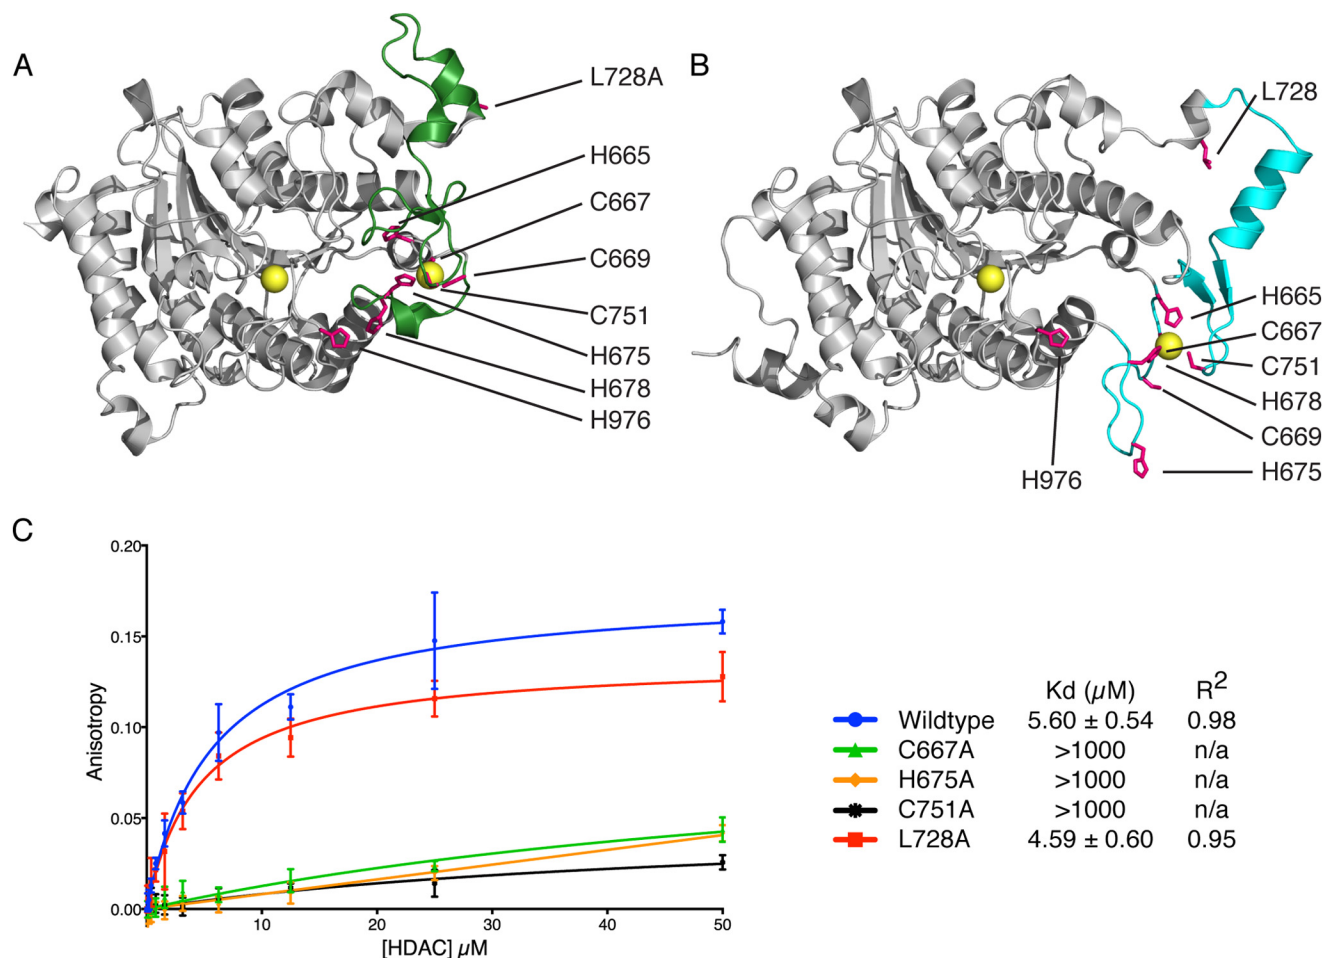 A
L728A
H665
C667
C669
C751
H675
H678
H976
B
L728
H665
C667
C751
H678
C669
H675
H976
C
0.20
0.15
0.10
0.05
0.00
Anisotropy
10 20 30 40 50
[HDAC] µM
Kd (µM) R2
Wildtype 5.60 ± 0.54 0.98
C667A >1000 n/a
H675A >1000 n/a
C751A >1000 n/a
L728A 4.59 ± 0.60 0.95